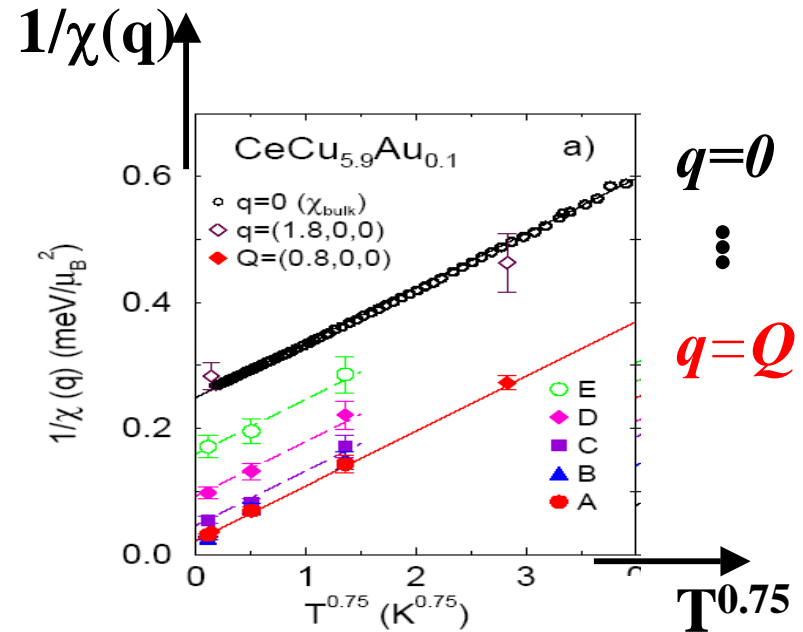 1/χ(q)
CeCu5.9Au0.1 a)
q=0 (χbulk)
q=(1.8,0,0)
Q=(0.8,0,0)
q=0
q=Q
0.6
0.4
0.2
0.0
1/χ (q) (meV/μB2)
E
D
C
B
A
0 1 2 3
T0.75 (K0.75)
T0.75